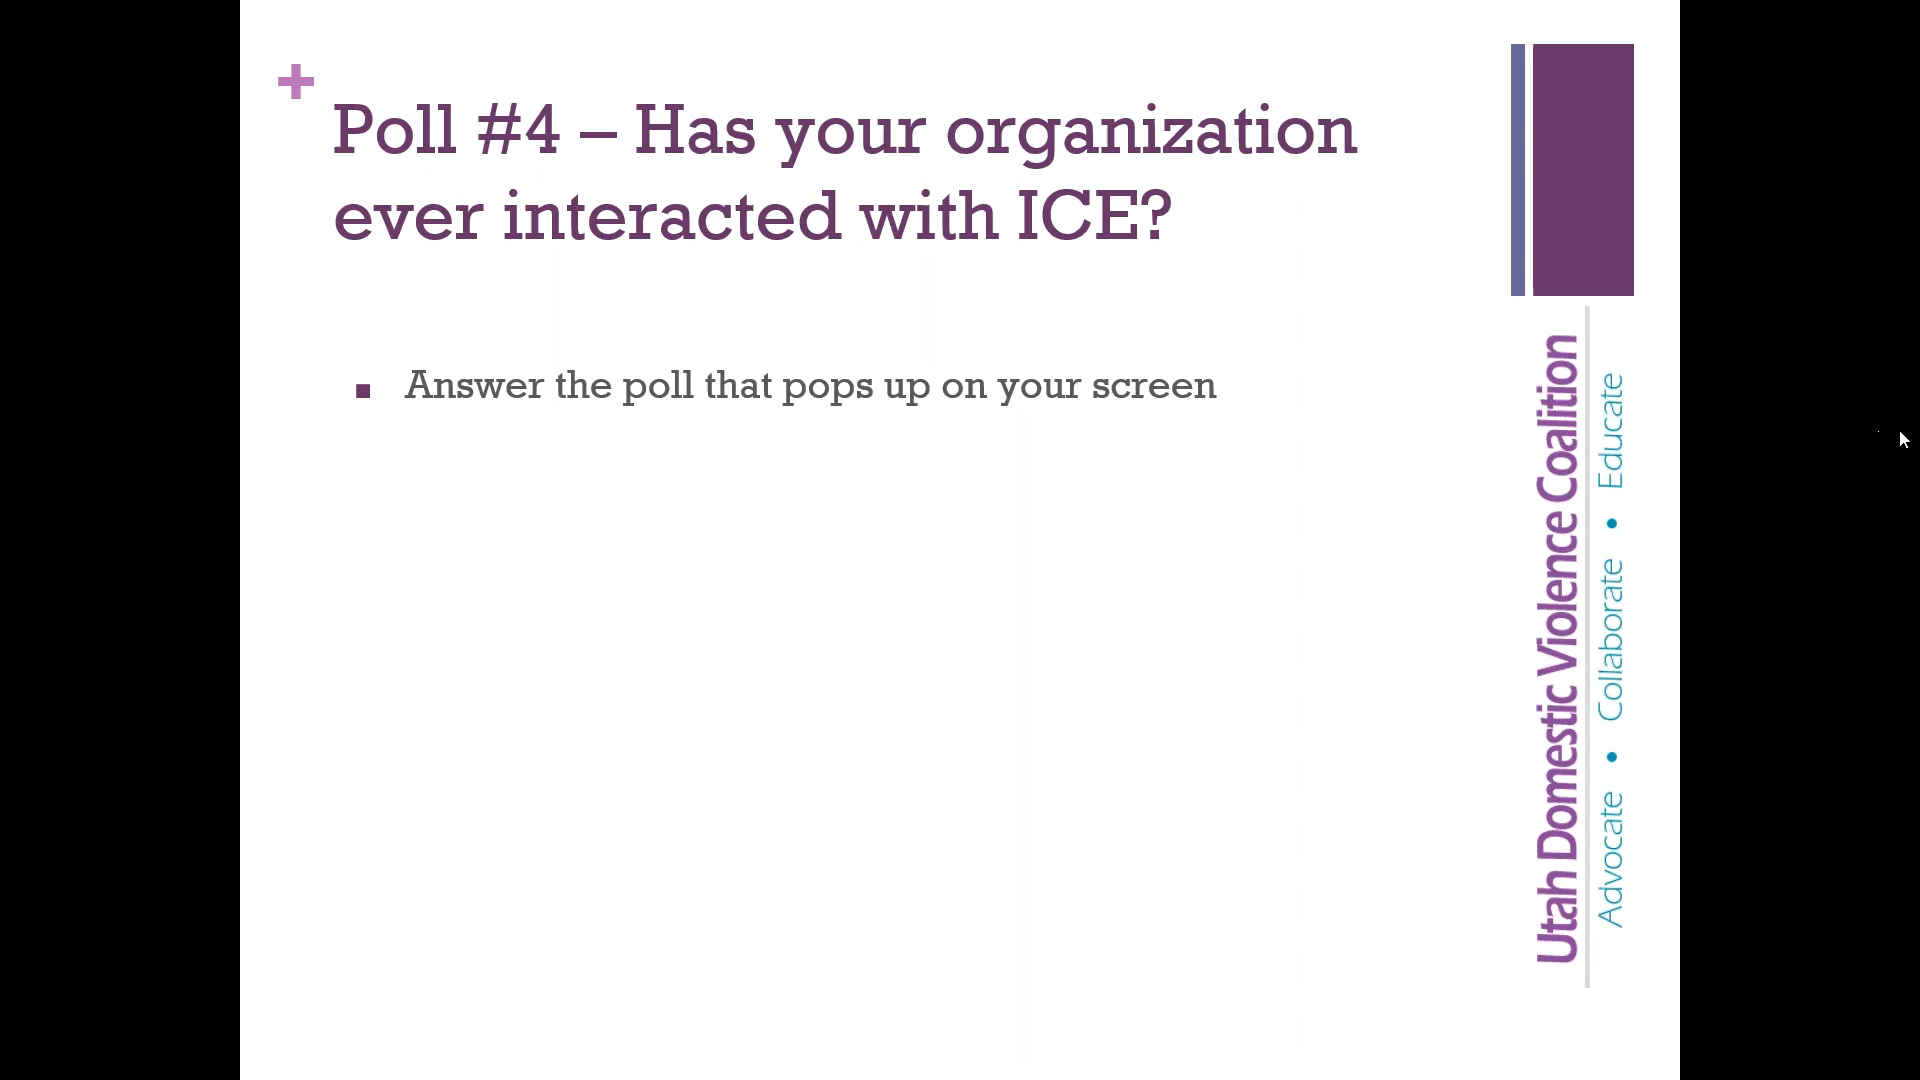 Poll #4 – Has your organization
ever interacted with ICE?
Answer the poll that pops up on your screen
Utah Domestic Violence Coalition
Advocate • Collaborate • Educate